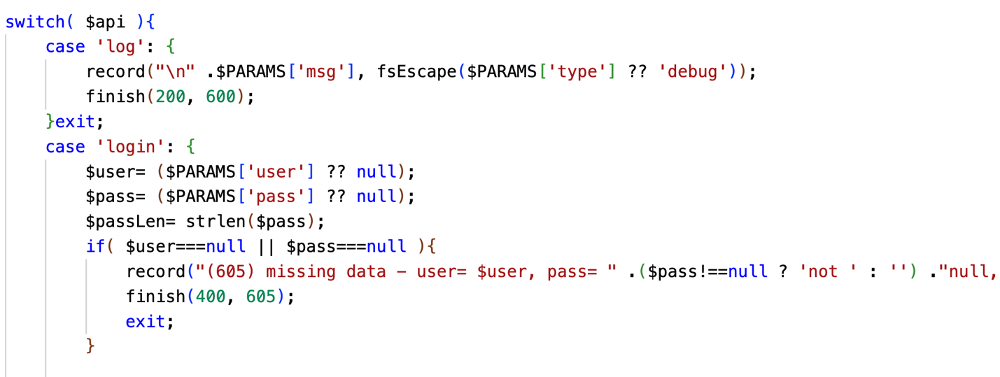 switch( $api ){
case 'log': {
record("\n" .$PARAMS['msg'], fsEscape($PARAMS['type'] ?? 'debug'));
finish(200, 600);
}exit;
case 'login': {
$user= ($PARAMS['user'] ?? null);
$pass= ($PARAMS['pass'] ?? null);
$passLen= strlen($pass);
if( $user===null || $pass===null ){
record("(605) missing data - user= $user, pass= " .($pass!==null ? 'not ' : '') ."null,
finish(400, 605);
exit;
}